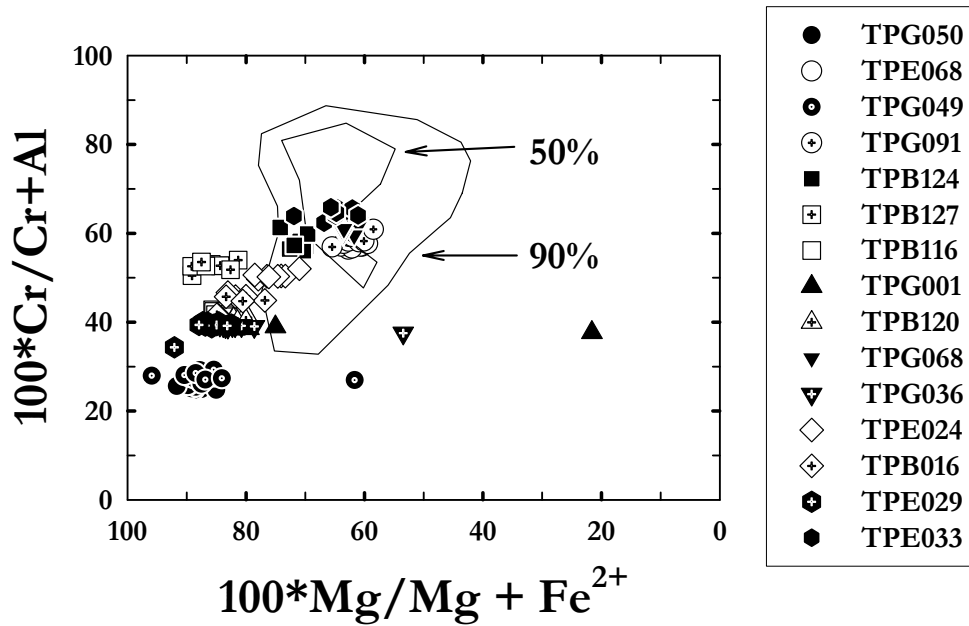 100*Cr/Cr+Al
100
80
60
40
20
0
50%
90%
100 80 60 40 20 0
100*Mg/Mg + Fe²⁺
TPG050
TPE068
TPG049
TPG091
TPB124
TPB127
TPB116
TPG001
TPB120
TPG068
TPG036
TPE024
TPB016
TPE029
TPE033